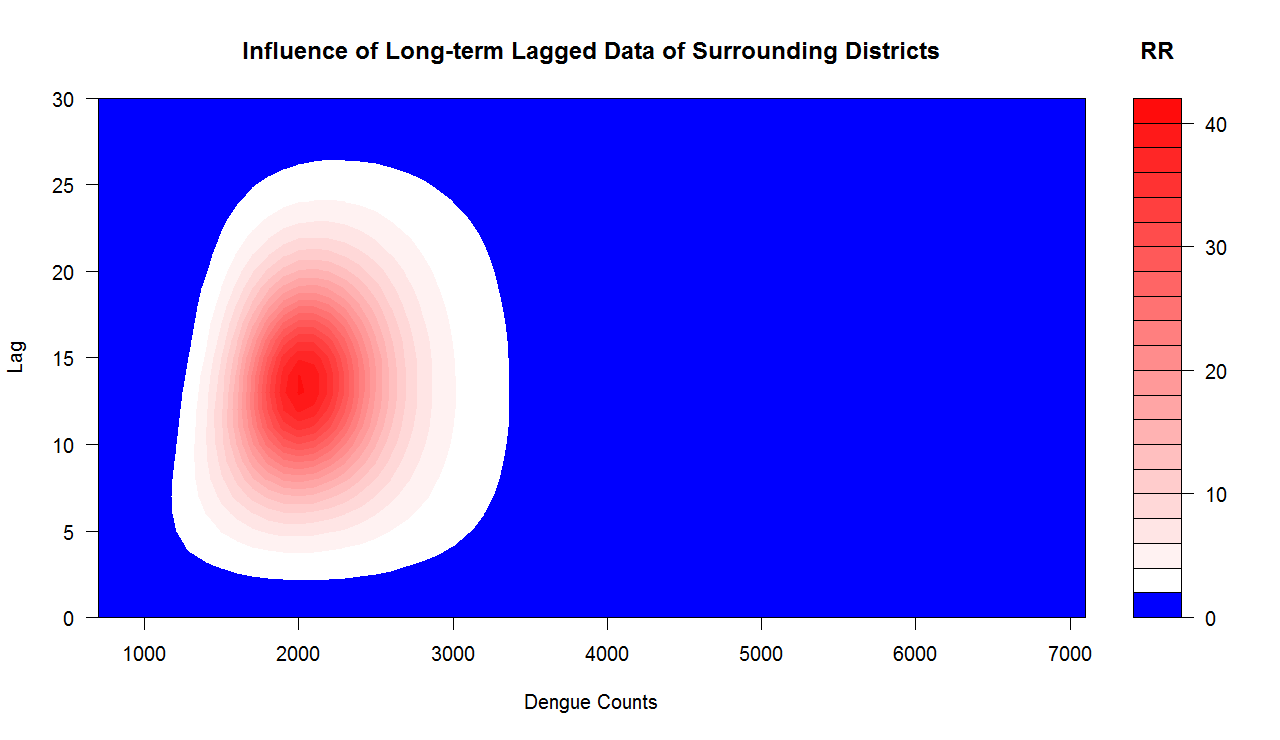 Influence of Long-term Lagged Data of Surrounding Districts
RR
30
25
20
15
10
5
0
Lag
1000 2000 3000 4000 5000 6000 7000
Dengue Counts
40
30
20
10
0